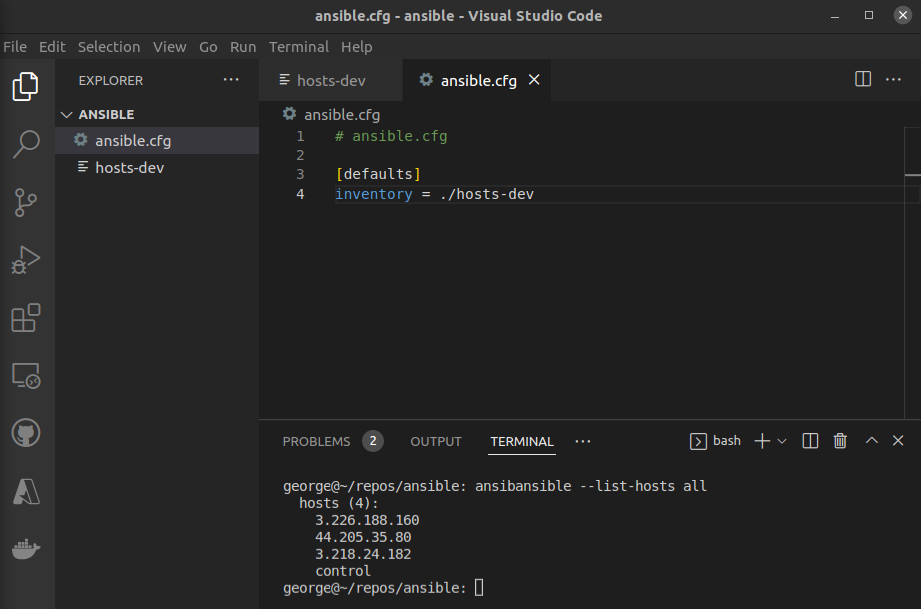 ansible.cfg - ansible - Visual Studio Code
File Edit Selection View Go Run Terminal Help
EXPLORER
ANSIBLE
ansible.cfg
hosts-dev
hosts-dev ansible.cfg
ansible.cfg
1 # ansible.cfg
2
3 [defaults]
4 inventory = ./hosts-dev
PROBLEMS 2 OUTPUT TERMINAL bash
george@~/repos/ansible: ansibansible --list-hosts all
hosts (4):
3.226.188.160
44.205.35.80
3.218.24.182
control
george@~/repos/ansible: